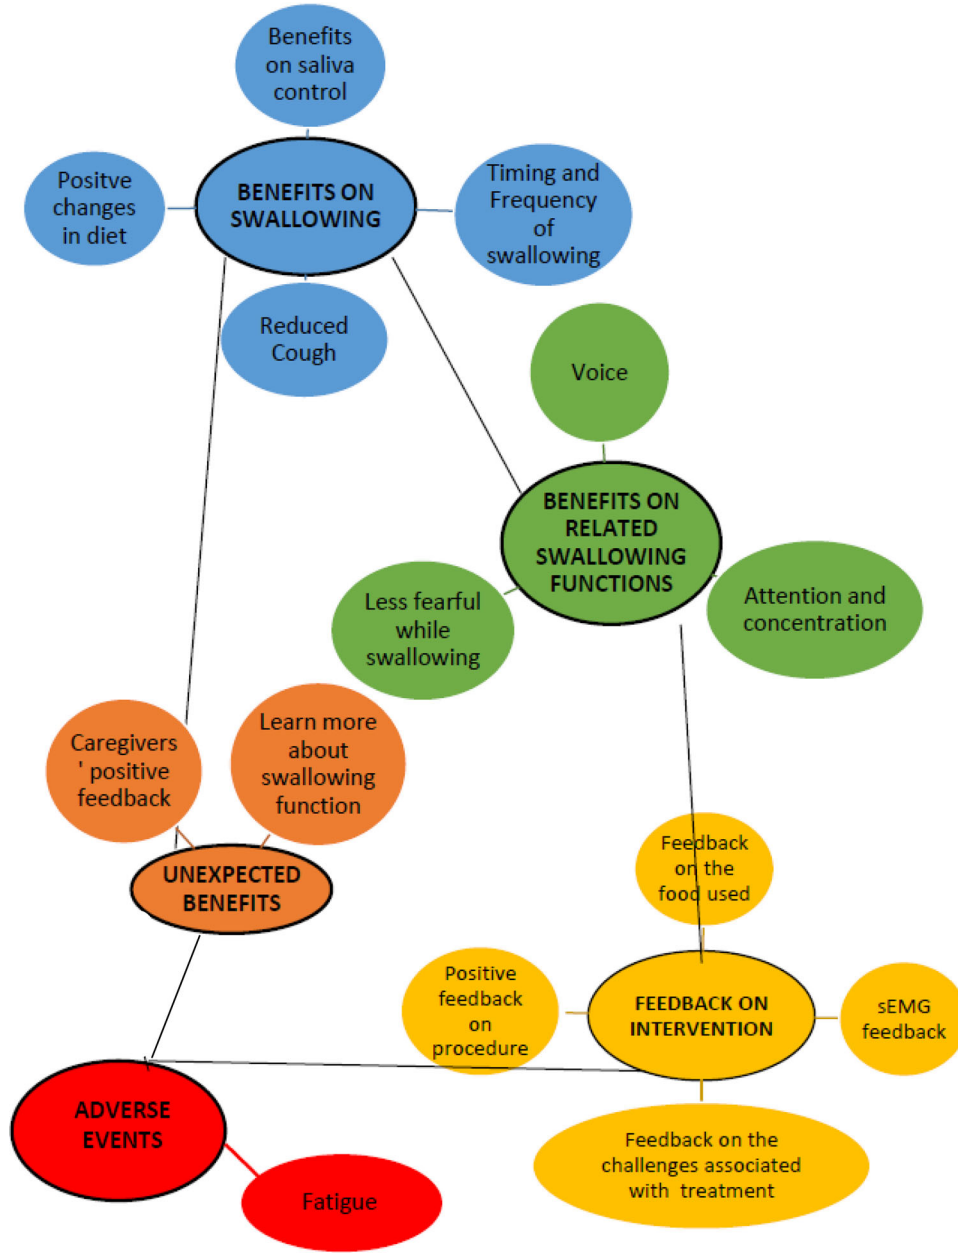 Benefits
on saliva
control
Positve
changes
in diet
BENEFITS ON
SWALLOWING
Timing and
Frequency
of
swallowing
Reduced
Cough
Voice
BENEFITS ON
RELATED
SWALLOWING
FUNCTIONS
Less fearful
while
swallowing
Attention and
concentration
Caregivers
' positive
feedback
Learn more
about
swallowing
function
UNEXPECTED
BENEFITS
Feedback
on the
food used
Positive
feedback
on
procedure
FEEDBACK ON
INTERVENTION
sEMG
feedback
Feedback on the
challenges associated
with treatment
ADVERSE
EVENTS
Fatigue